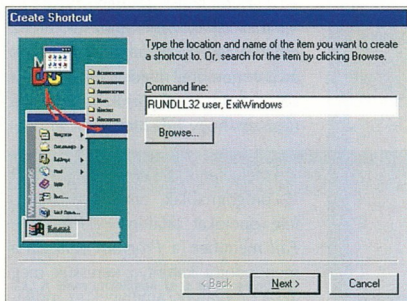 Create Shortcut
Type the location and name of the item you want to create
a shortcut to. Or, search for the item by clicking Browse.
Command line:
RUNDLL32 user, ExitWindows
Browse...
< Back
Next >
Cancel